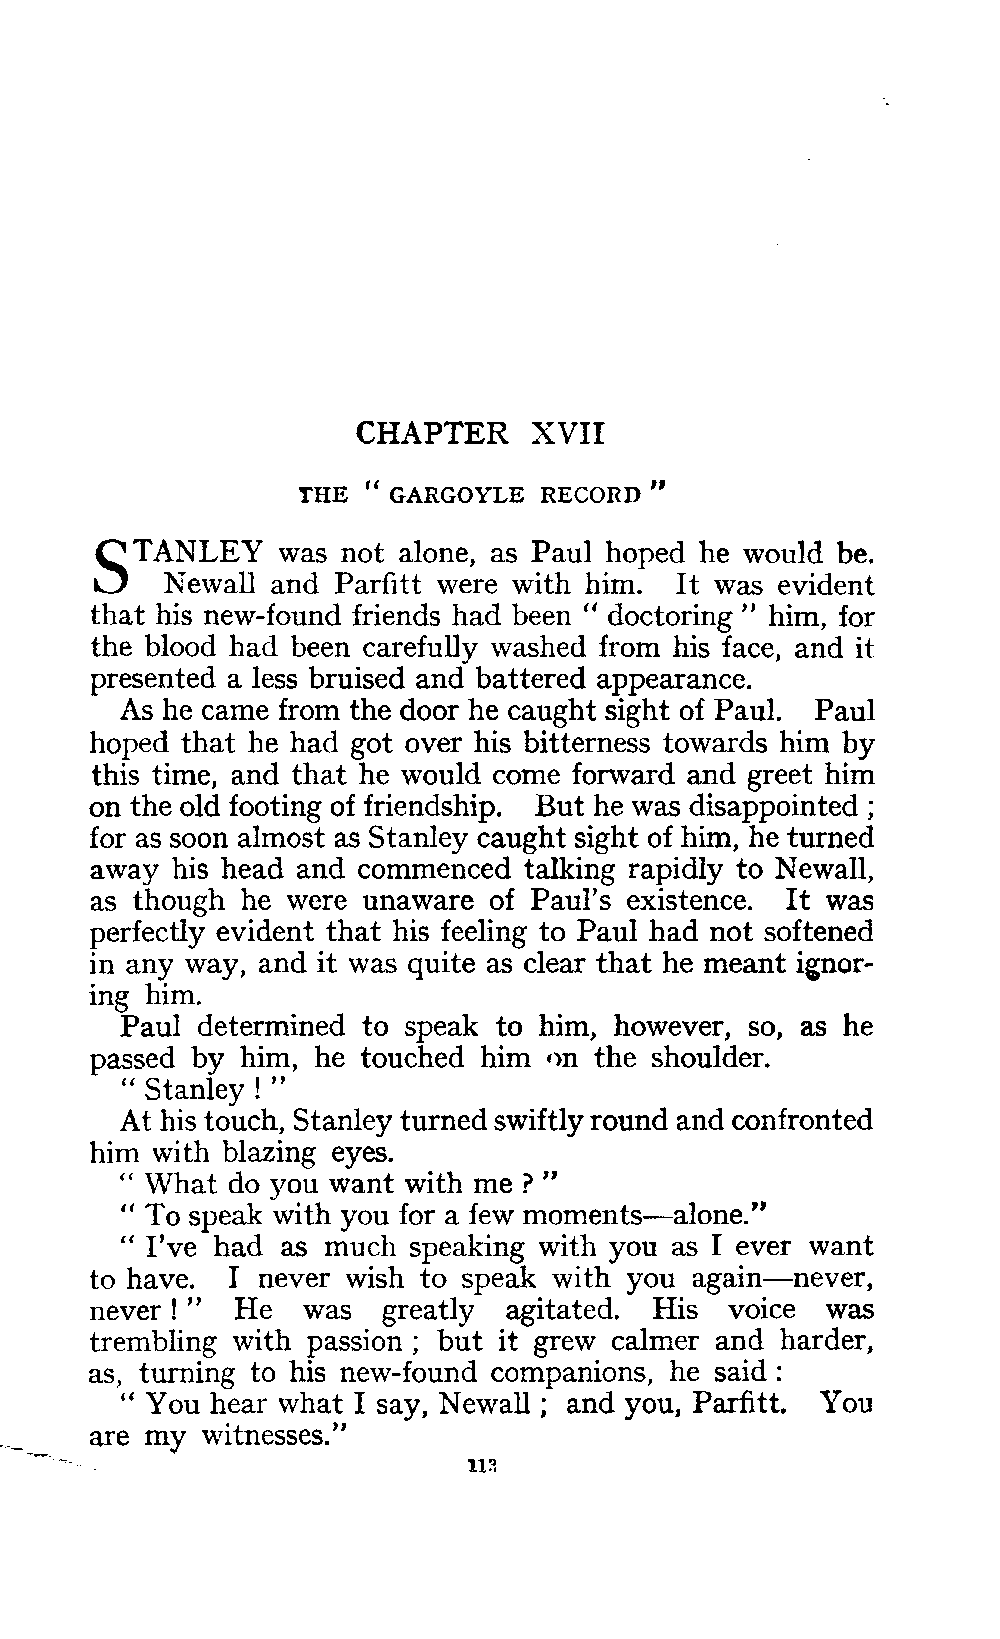 CHAPTER XVII
THE " GARGOYLE RECORD "
STANLEY was not alone, as Paul hoped he would be.
Newall and Parfitt were with him. It was evident
that his new-found friends had been " doctoring " him, for
the blood had been carefully washed from his face, and it
presented a less bruised and battered appearance.
As he came from the door he caught sight of Paul. Paul
hoped that he had got over his bitterness towards him by
this time, and that he would come forward and greet him
on the old footing of friendship. But he was disappointed ;
for as soon almost as Stanley caught sight of him, he turned
away his head and commenced talking rapidly to Newall,
as though he were unaware of Paul's existence. It was
perfectly evident that his feeling to Paul had not softened
in any way, and it was quite as clear that he meant ignor-
ing him.
Paul determined to speak to him, however, so, as he
passed by him, he touched him on the shoulder.
" Stanley ! "
At his touch, Stanley turned swiftly round and confronted
him with blazing eyes.
" What do you want with me ? "
" To speak with you for a few moments—alone."
" I've had as much speaking with you as I ever want
to have. I never wish to speak with you again—never,
never ! " He was greatly agitated. His voice was
trembling with passion ; but it grew calmer and harder,
as, turning to his new-found companions, he said :
" You hear what I say, Newall ; and you, Parfitt. You
are my witnesses."
113